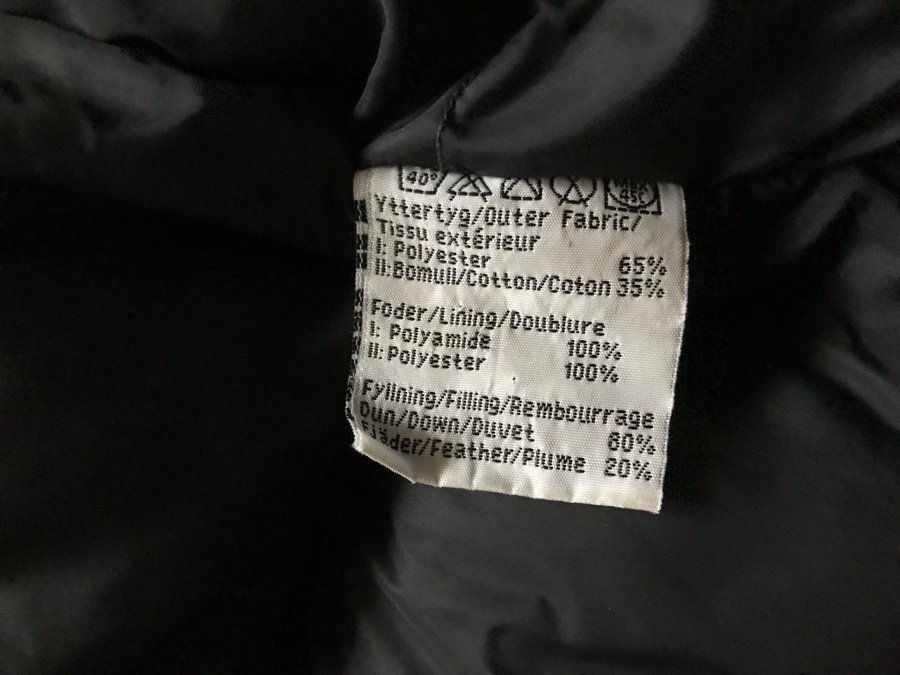 40°
Yttertyg/Outer Fabric/
Tissu extérieur
I: Polyester 65%
II:Bomull/Cotton/Coton 35%
Foder/Lining/Doublure
I: Polyamide 100%
II: Polyester 100%
Fyllning/Filling/Rembourrage
Dun/Down/Duvet 80%
Fjäder/Feather/Plume 20%